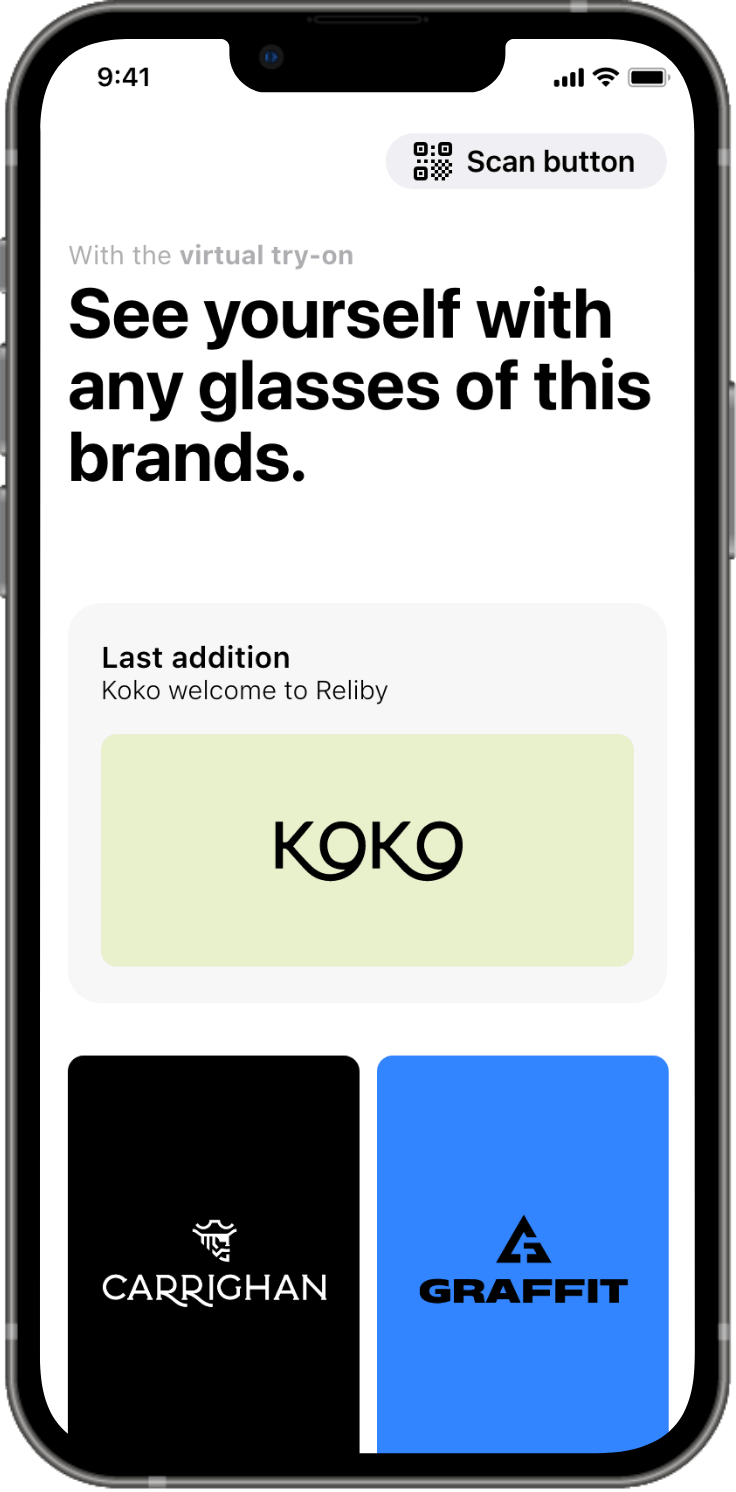 9:41
Scan button
With the virtual try-on
See yourself with
any glasses of this
brands.
Last addition
Koko welcome to Reliby
KOKO
CARRIGHAN
GRAFFIT